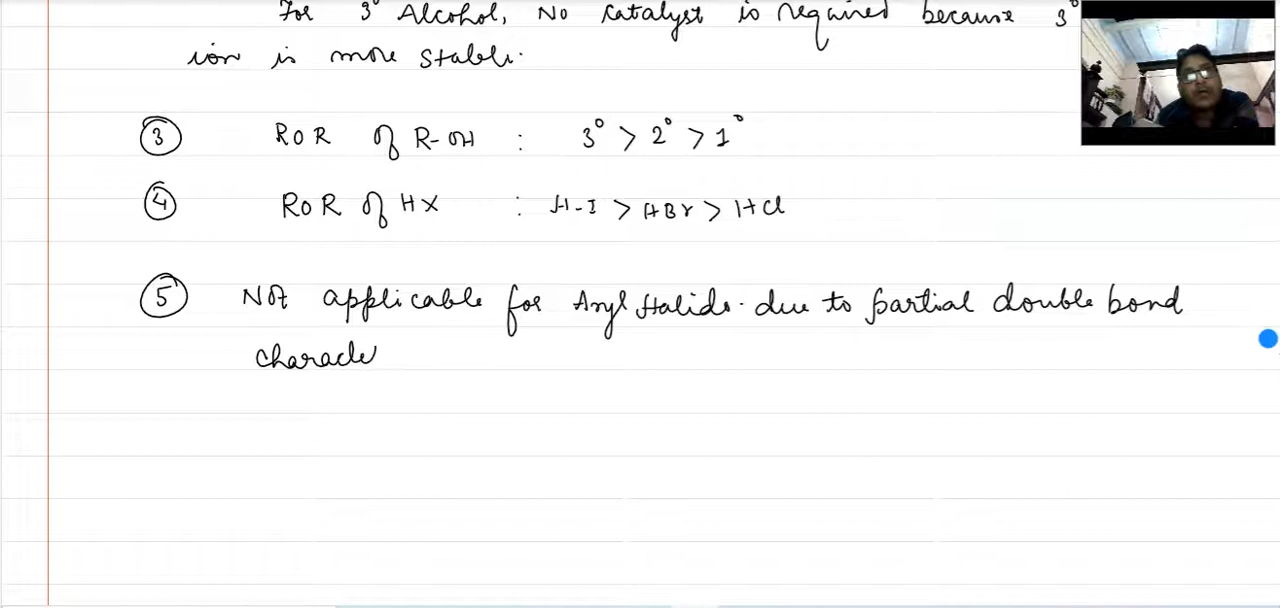 For 3° Alcohol, No catalyst is required because 3°
ion is more stable.
③ ROR of R-OH : 3° > 2° > 1°
④ ROR of HX : H-I > HBr > HCl
⑤ Not applicable for Aryl Halide. due to partial double bond
characte